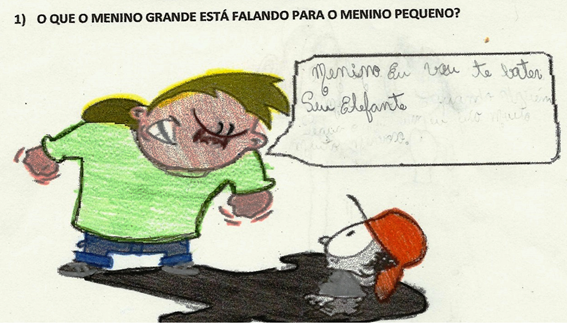 1) O QUE O MENINO GRANDE ESTÁ FALANDO PARA O MENINO PEQUENO?
Menino Eu vou te bater
Seu Elefante